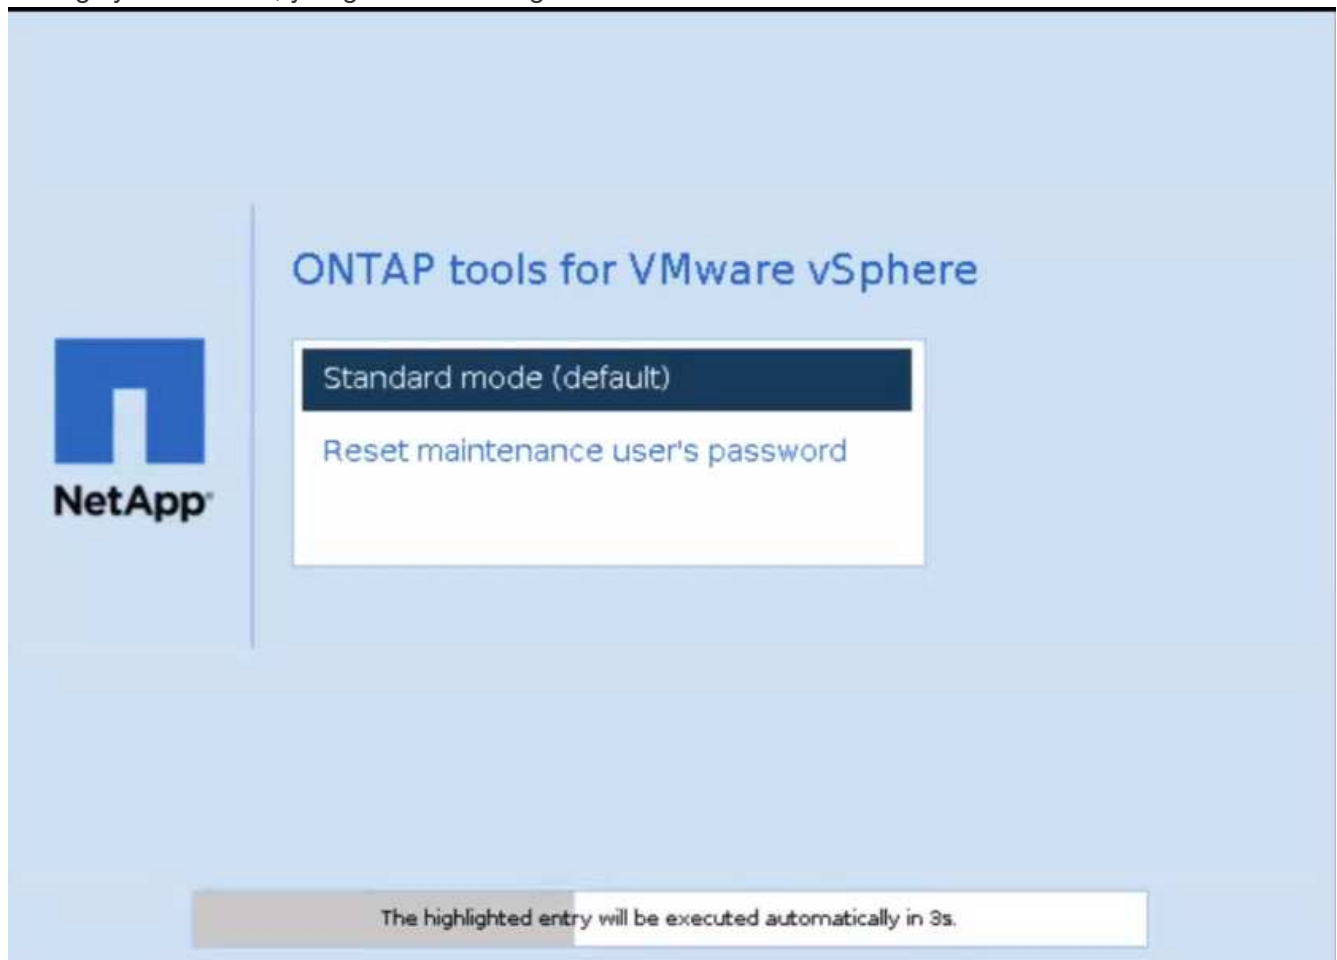 ONTAP tools for VMware vSphere
Standard mode (default)
Reset maintenance user's password
NetApp
The highlighted entry will be executed automatically in 3s.